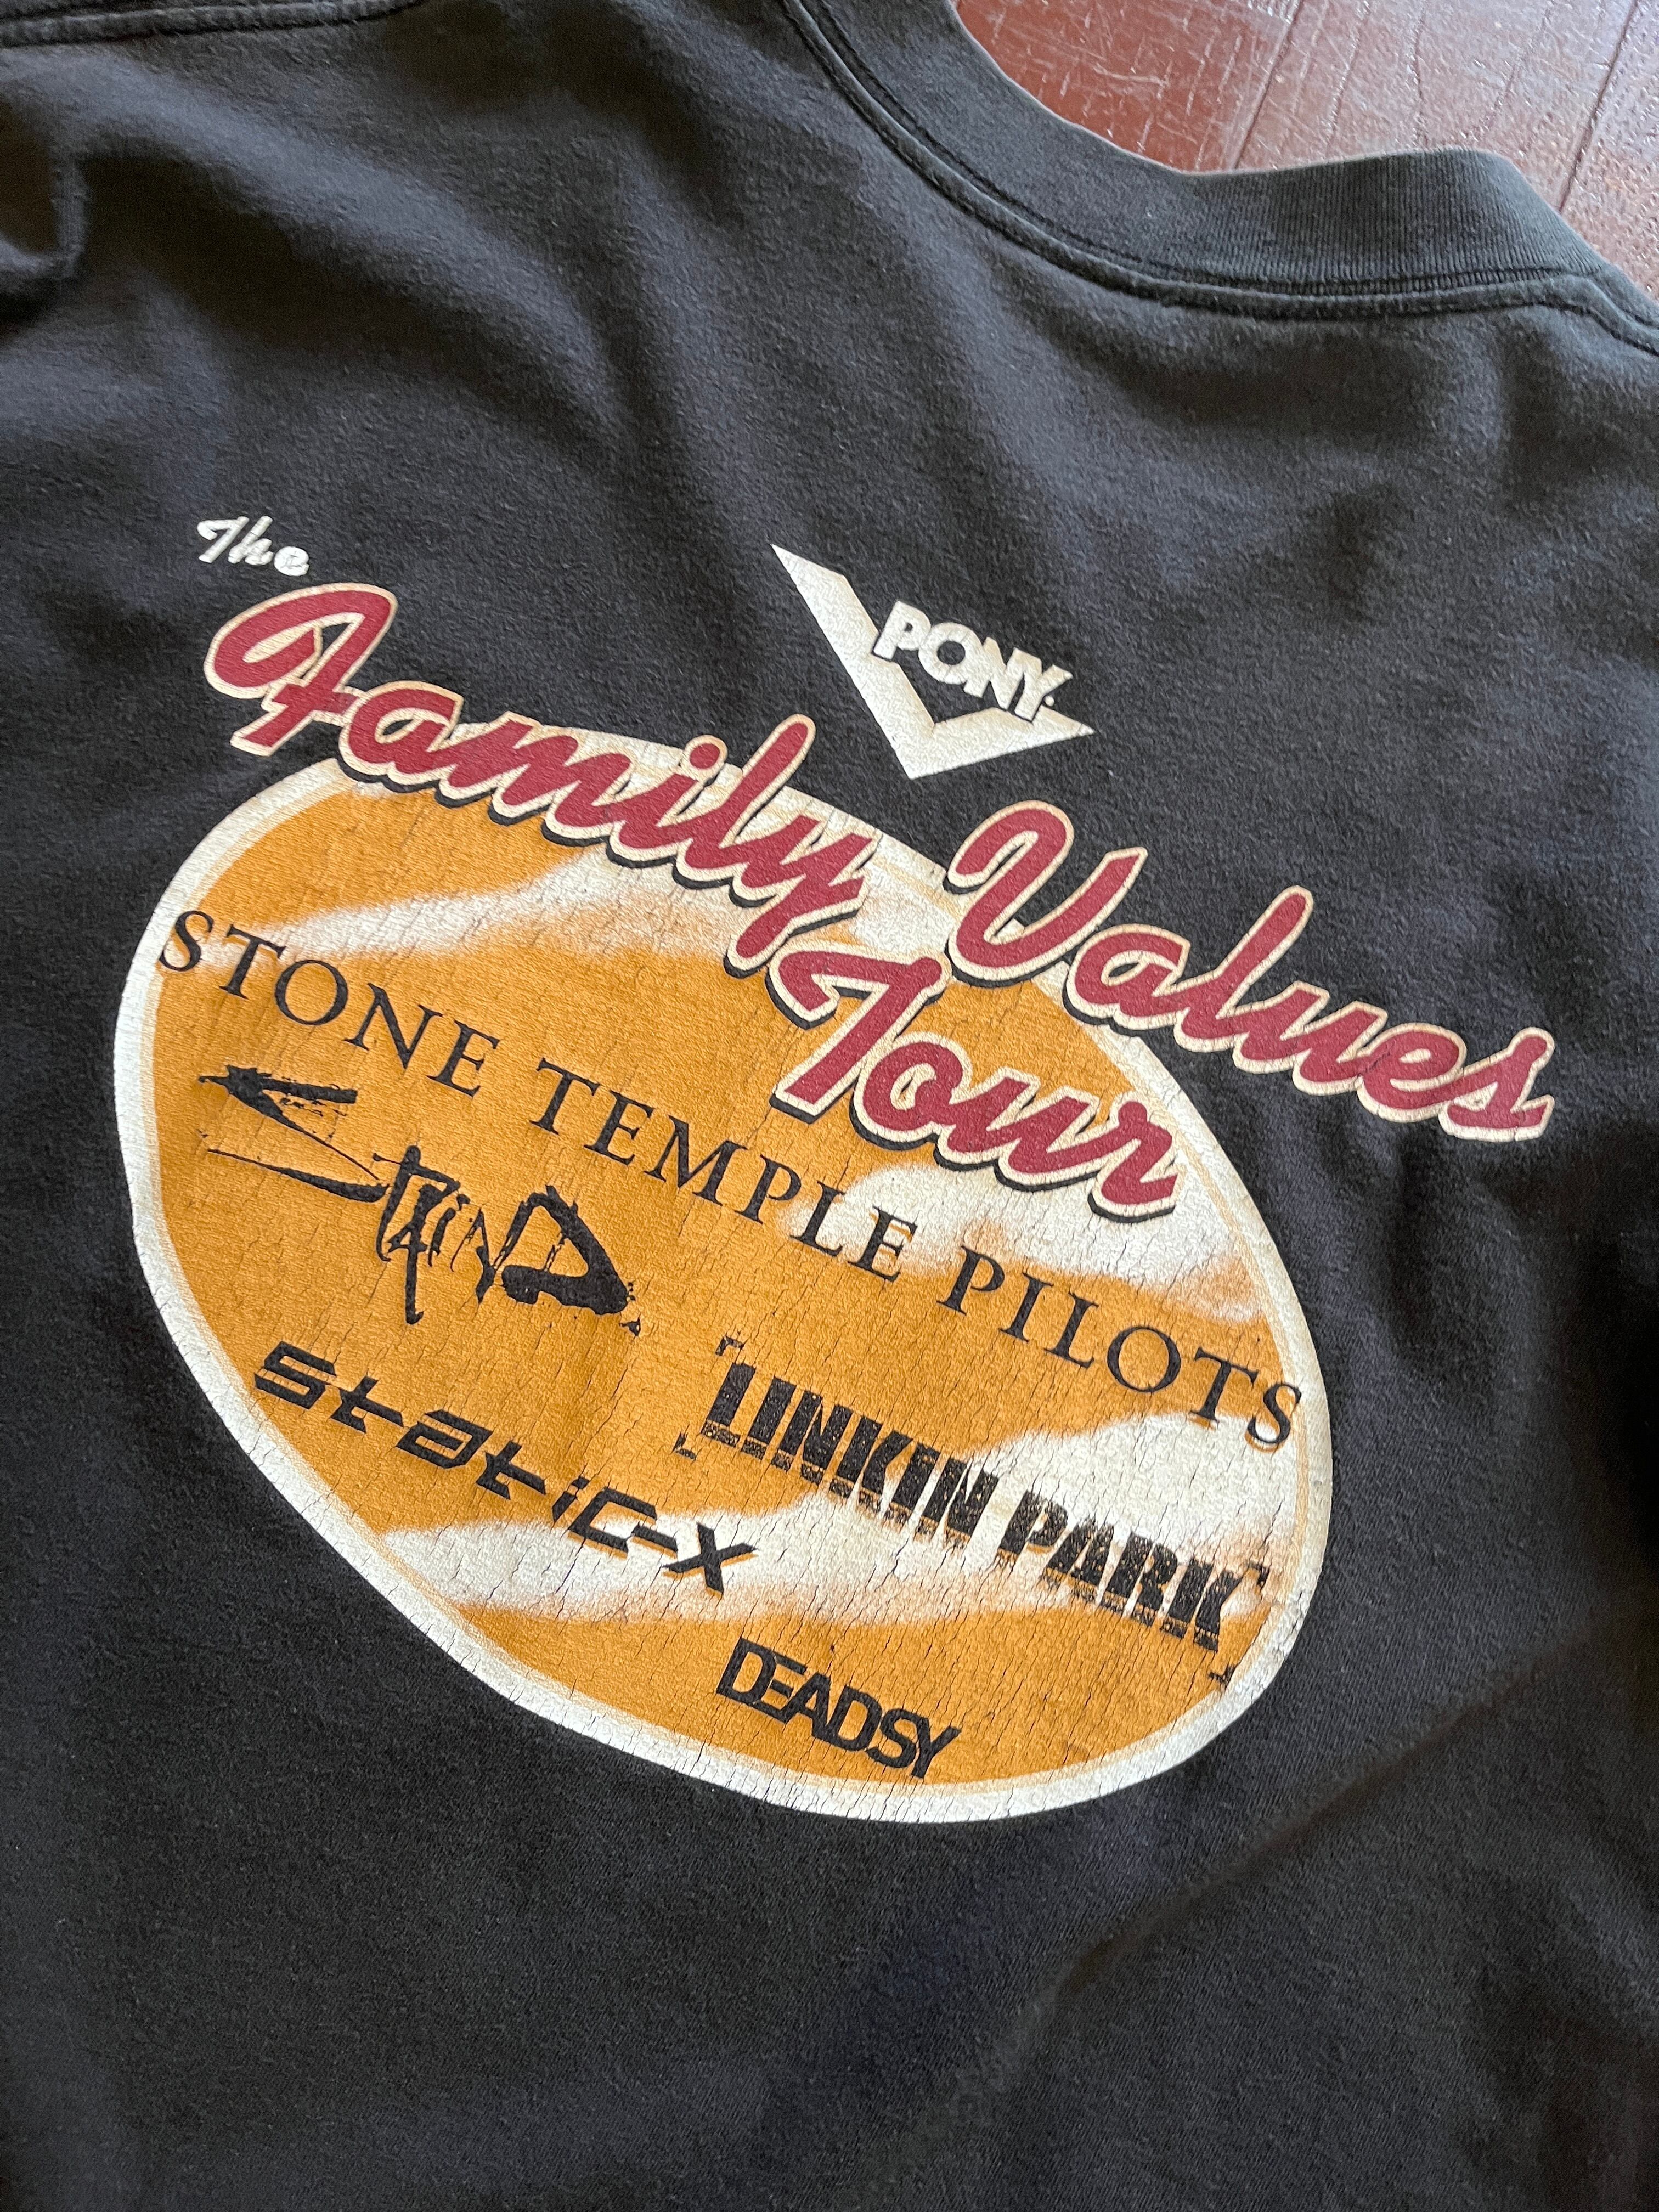 The
PONY
Family Values
Tour
STONE TEMPLE PILOTS
STAIND
LINKIN PARK
static-x
DEADSY